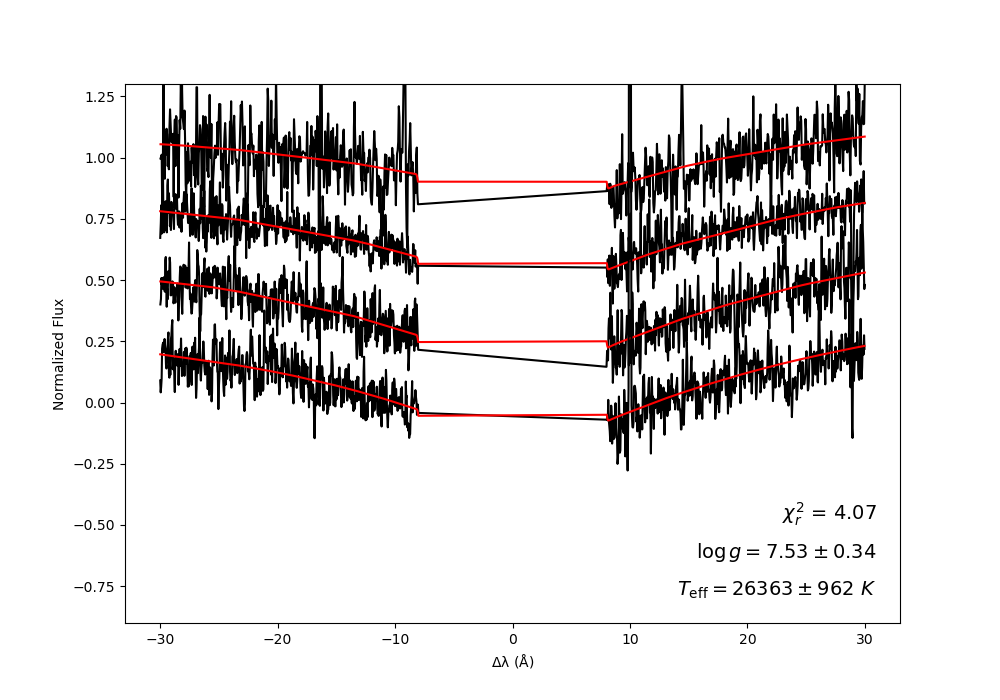 1.25
1.00
0.75
0.50
0.25
0.00
−0.25
−0.50
−0.75
Normalized Flux
χ²ᵣ = 4.07
log g = 7.53 ± 0.34
T_eff = 26363 ± 962 K
−30 −20 −10 0 10 20 30
Δλ (Å)